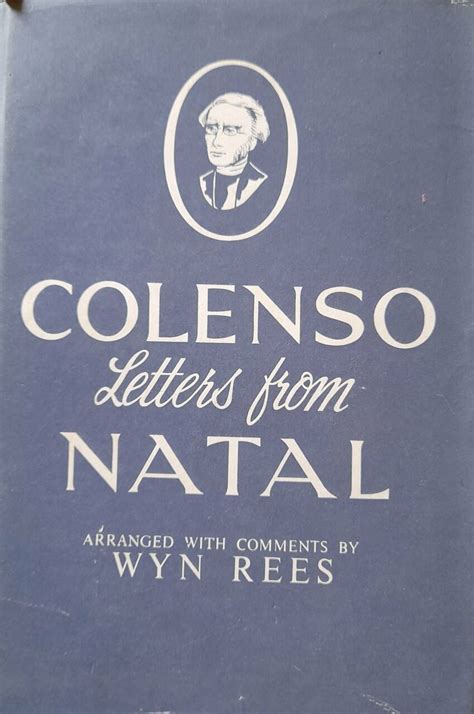 COLENSO
Letters from
NATAL
ARRANGED WITH COMMENTS BY
WYN REES